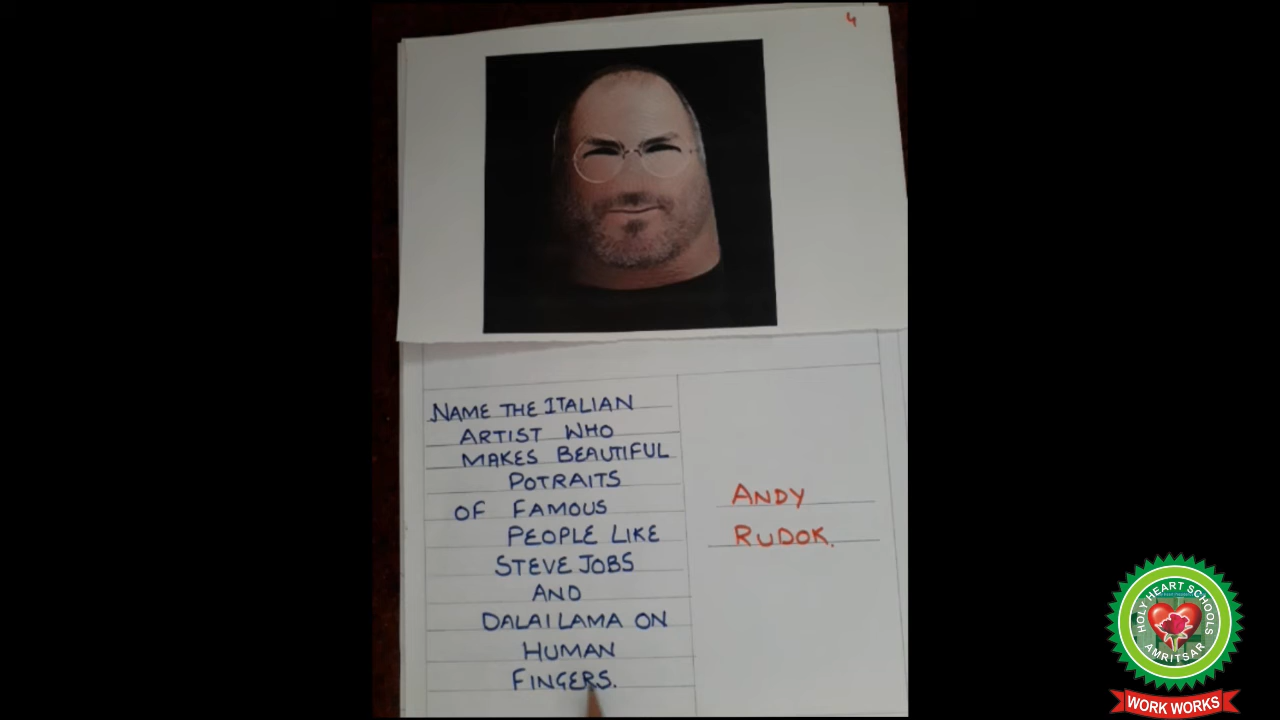 4
NAME THE ITALIAN
ARTIST WHO
MAKES BEAUTIFUL
POTRAITS
OF FAMOUS
PEOPLE LIKE
STEVE JOBS
AND
DALAI LAMA ON
HUMAN
FINGERS.
ANDY
RUDOK.
HOLY HEART SCHOOLS
AMRITSAR
WORK WORKS